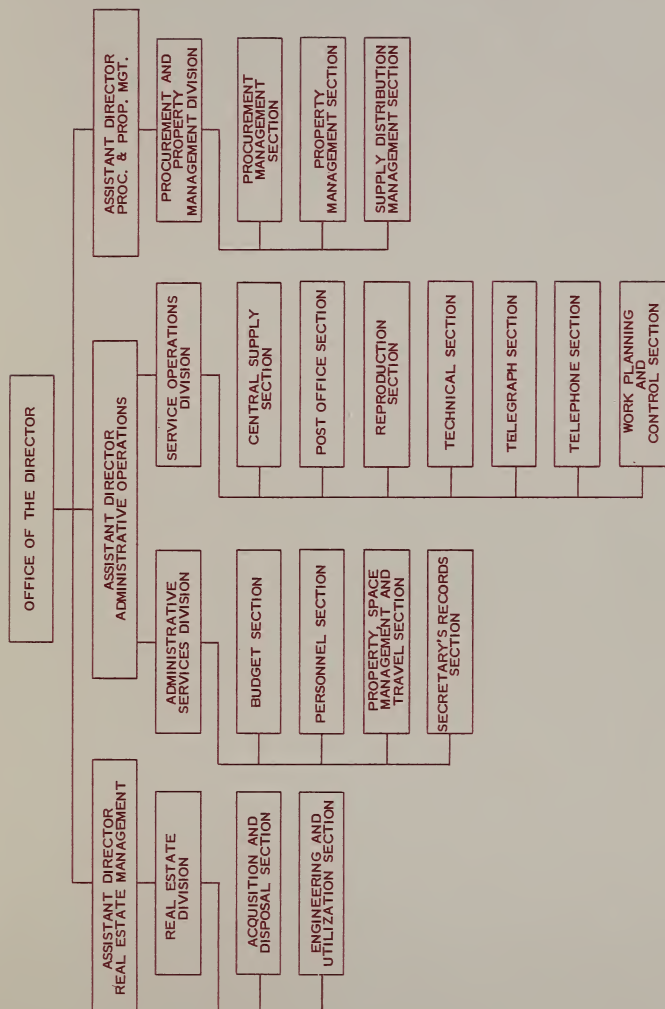 OFFICE OF THE DIRECTOR
ASSISTANT DIRECTOR
REAL ESTATE MANAGEMENT
REAL ESTATE
DIVISION
ACQUISITION AND
DISPOSAL SECTION
ENGINEERING AND
UTILIZATION SECTION
ASSISTANT DIRECTOR
ADMINISTRATIVE OPERATIONS
ADMINISTRATIVE
SERVICES DIVISION
BUDGET SECTION
PERSONNEL SECTION
PROPERTY, SPACE
MANAGEMENT AND
TRAVEL SECTION
SECRETARY'S RECORDS
SECTION
SERVICE OPERATIONS
DIVISION
CENTRAL SUPPLY
SECTION
POST OFFICE SECTION
REPRODUCTION
SECTION
TECHNICAL SECTION
TELEGRAPH SECTION
TELEPHONE SECTION
WORK PLANNING
AND
CONTROL SECTION
ASSISTANT DIRECTOR
PROC. & PROP. MGT.
PROCUREMENT AND
PROPERTY
MANAGEMENT DIVISION
PROCUREMENT
MANAGEMENT
SECTION
PROPERTY
MANAGEMENT SECTION
SUPPLY DISTRIBUTION
MANAGEMENT SECTION